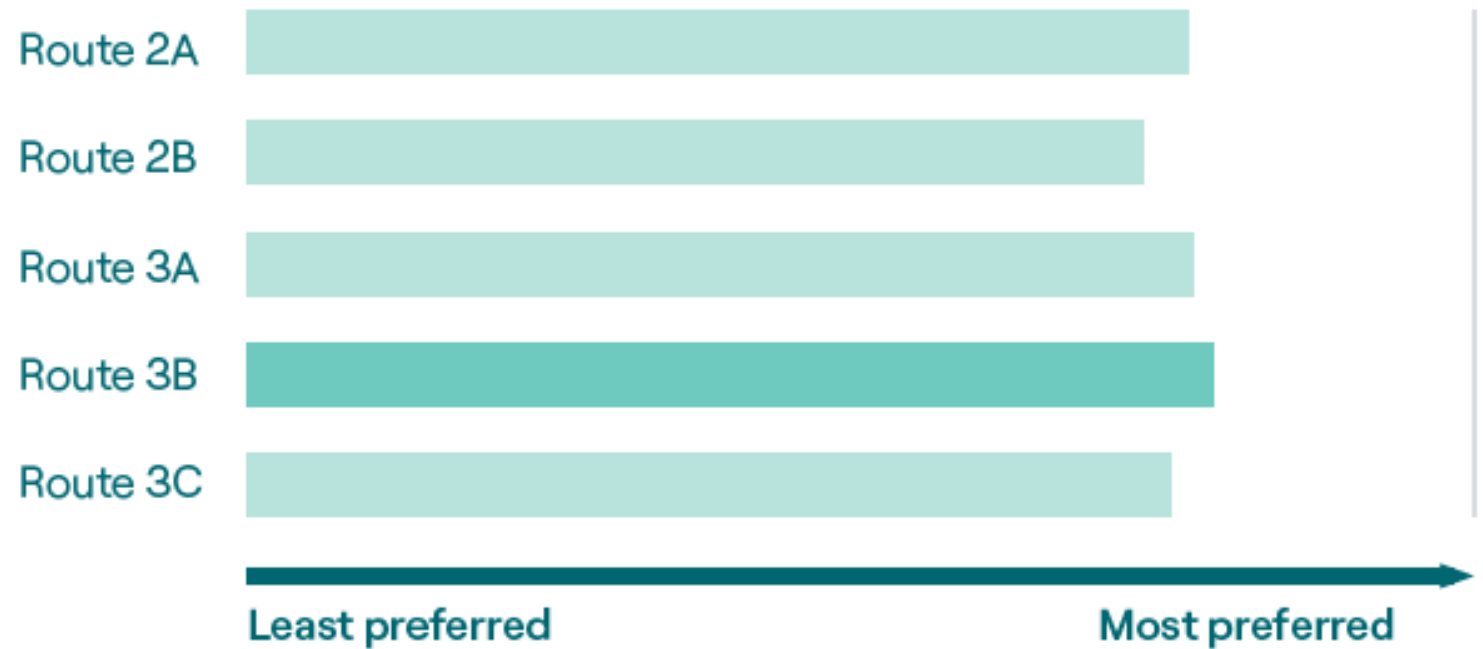 Route 2A
Route 2B
Route 3A
Route 3B
Route 3C
Least preferred Most preferred